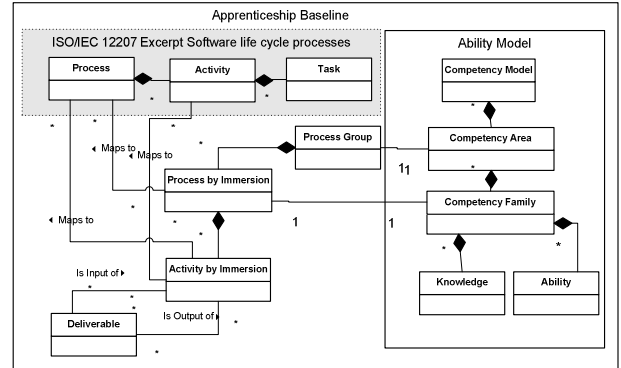 Apprenticeship Baseline
ISO/IEC 12207 Excerpt Software life cycle processes
Ability Model
Process
Activity
Task
Competency Model
*
*
*
*
*
*
Process Group
Competency Area
*
Maps to
Maps to
1
1
*
Process by Immersion
Competency Family
*
*
*
1
1
Maps to
*
*
Activity by Immersion
Is Input of
Knowledge
Ability
*
*
*
Is Output of
*
Deliverable
*